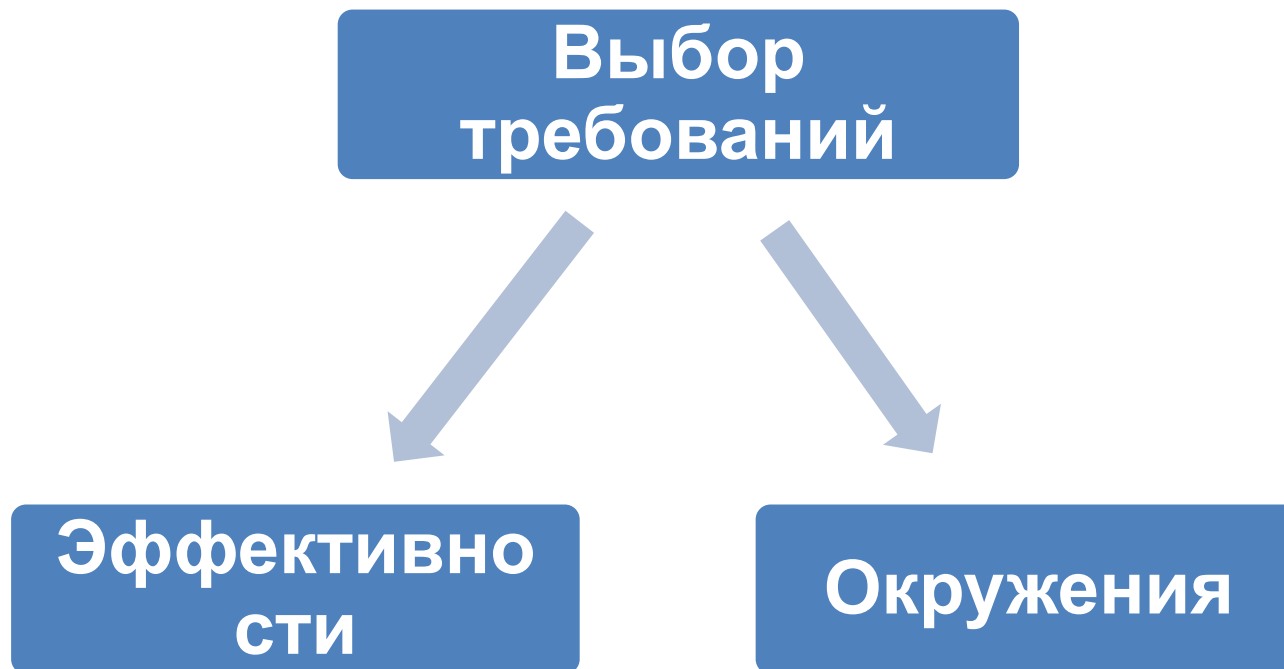 Выбор
требований
Эффективно
сти
Окружения